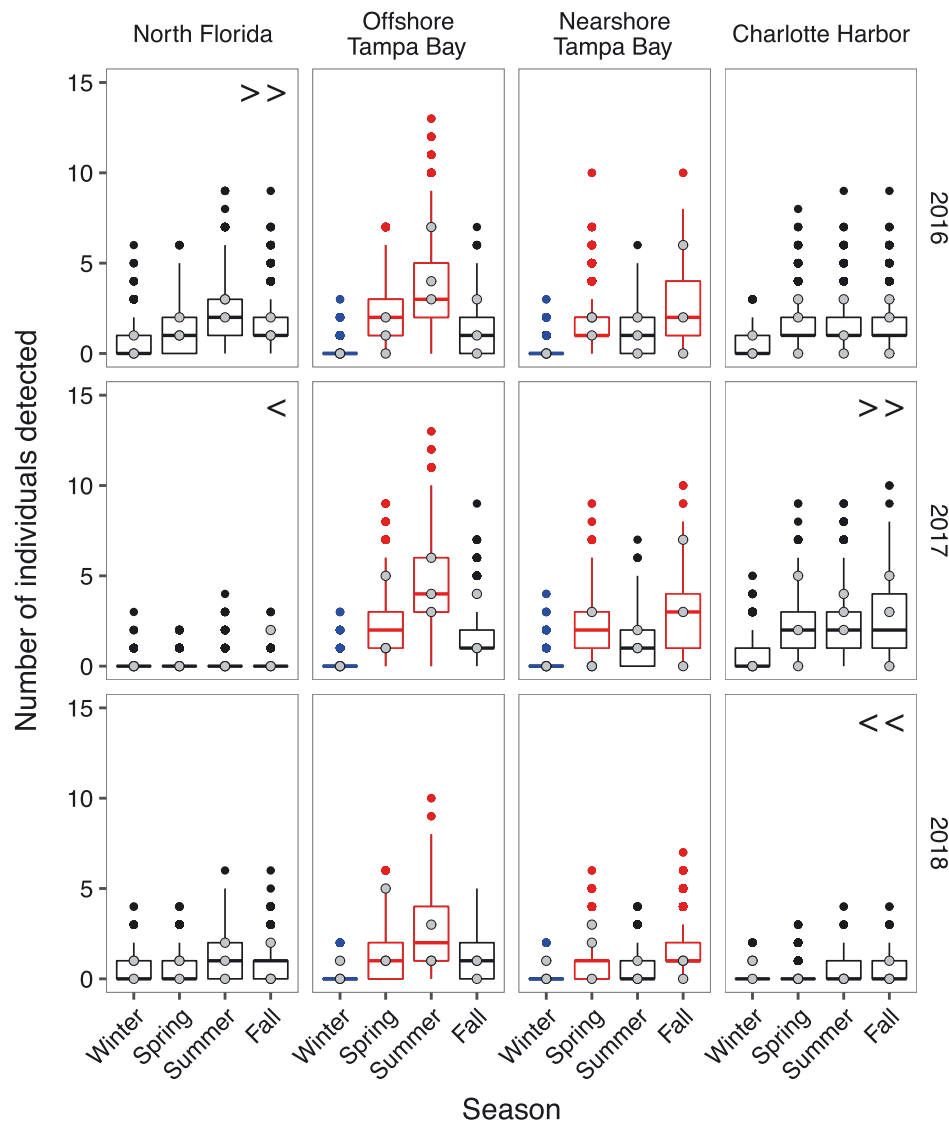 North Florida
Offshore
Tampa Bay
Nearshore
Tampa Bay
Charlotte Harbor
15
10
5
0
>>
2016
15
10
5
0
<
>>
2017
15
10
5
0
<<
2018
Winter
Spring
Summer
Fall
Winter
Spring
Summer
Fall
Winter
Spring
Summer
Fall
Winter
Spring
Summer
Fall
Number of individuals detected
Season